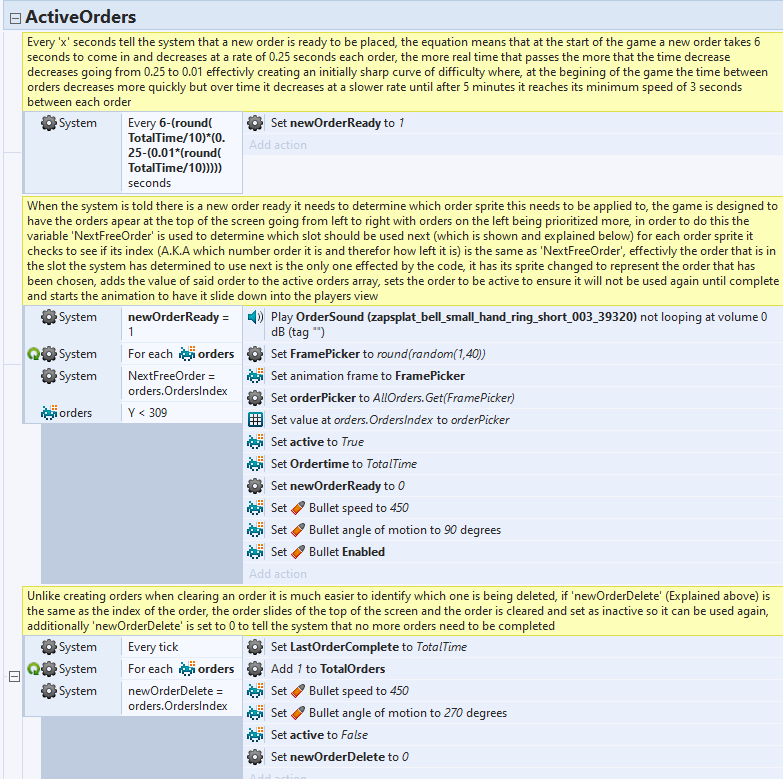 ActiveOrders
Every 'x' seconds tell the system that a new order is ready to be placed, the equation means that at the start of the game a new order takes 6
seconds to come in and decreases at a rate of 0.25 seconds each order, the more real time that passes the more that the time decrease
decreases going from 0.25 to 0.01 effectivly creating an initially sharp curve of difficulty where, at the begining of the game the time between
orders decreases more quickly but over time it decreases at a slower rate until after 5 minutes it reaches its minimum speed of 3 seconds
between each order
System
Every 6-(round(
TotalTime/10)*(0.
25-(0.01*(round(
TotalTime/10)))))
seconds
Set newOrderReady to 1
Add action
When the system is told there is a new order ready it needs to determine which order sprite this needs to be applied to, the game is designed to
have the orders apear at the top of the screen going from left to right with orders on the left being prioritized more, in order to do this the
variable 'NextFreeOrder' is used to determine which slot should be used next (which is shown and explained below) for each order sprite it
checks to see if its index (A.K.A which number order it is and therefor how left it is) is the same as 'NextFreeOrder', effectivly the order that is in
the slot the system has determined to use next is the only one effected by the code, it has its sprite changed to represent the order that has
been chosen, adds the value of said order to the active orders array, sets the order to be active to ensure it will not be used again until complete
and starts the animation to have it slide down into the players view
System
newOrderReady =
1
Play OrderSound (zapsplat_bell_small_hand_ring_short_003_39320) not looping at volume 0
dB (tag "")
System
For each orders
Set FramePicker to round(random(1,40))
System
NextFreeOrder =
orders.OrdersIndex
Set animation frame to FramePicker
Set orderPicker to AllOrders.Get(FramePicker)
orders
Y < 309
Set value at orders.OrdersIndex to orderPicker
Set active to True
Set Ordertime to TotalTime
Set newOrderReady to 0
Set Bullet speed to 450
Set Bullet angle of motion to 90 degrees
Set Bullet Enabled
Add action
Unlike creating orders when clearing an order it is much easier to identify which one is being deleted, if 'newOrderDelete' (Explained above) is
the same as the index of the order, the order slides of the top of the screen and the order is cleared and set as inactive so it can be used again,
additionally 'newOrderDelete' is set to 0 to tell the system that no more orders need to be completed
System
Every tick
Set LastOrderComplete to TotalTime
System
For each orders
Add 1 to TotalOrders
System
newOrderDelete =
orders.OrdersIndex
Set Bullet speed to 450
Set Bullet angle of motion to 270 degrees
Set active to False
Set newOrderDelete to 0
Add action